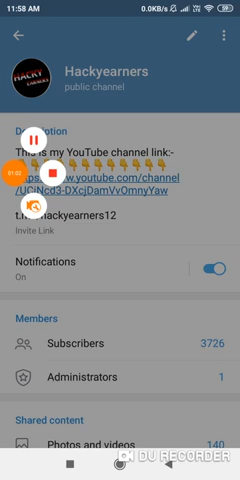 11:58 AM
0.0KB/s
59
HACKY
EARNERS
Hackyearners
public channel
Description
This is my YouTube channel link:-
👇👇👇👇👇👇👇👇👇👇👇
youtube.com/channel
/UCiNcd3-DXcjDamVvOmnyYaw
01:02
hackyearners12
Invite Link
Notifications
On
Members
Subscribers 3726
Administrators 1
Shared content
Photos and videos 140
DU RECORDER